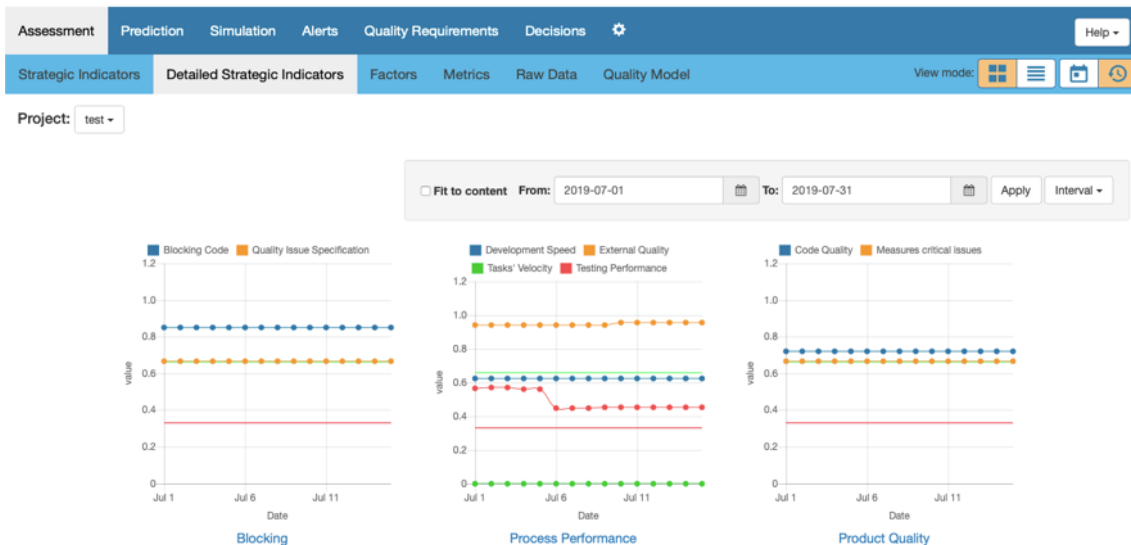 Assessment Prediction Simulation Alerts Quality Requirements Decisions Help
Strategic Indicators Detailed Strategic Indicators Factors Metrics Raw Data Quality Model View mode:
Project: test
Fit to content From: 2019-07-01 To: 2019-07-31 Apply Interval
Blocking Code Quality Issue Specification
1.2
1.0
0.8
0.6
0.4
0.2
0
value
Jul 1 Jul 6 Jul 11
Date
Blocking
Development Speed External Quality
Tasks' Velocity Testing Performance
1.2
1.0
0.8
0.6
0.4
0.2
0
value
Jul 1 Jul 6 Jul 11
Date
Process Performance
Code Quality Measures critical issues
1.2
1.0
0.8
0.6
0.4
0.2
0
value
Jul 1 Jul 6 Jul 11
Date
Product Quality